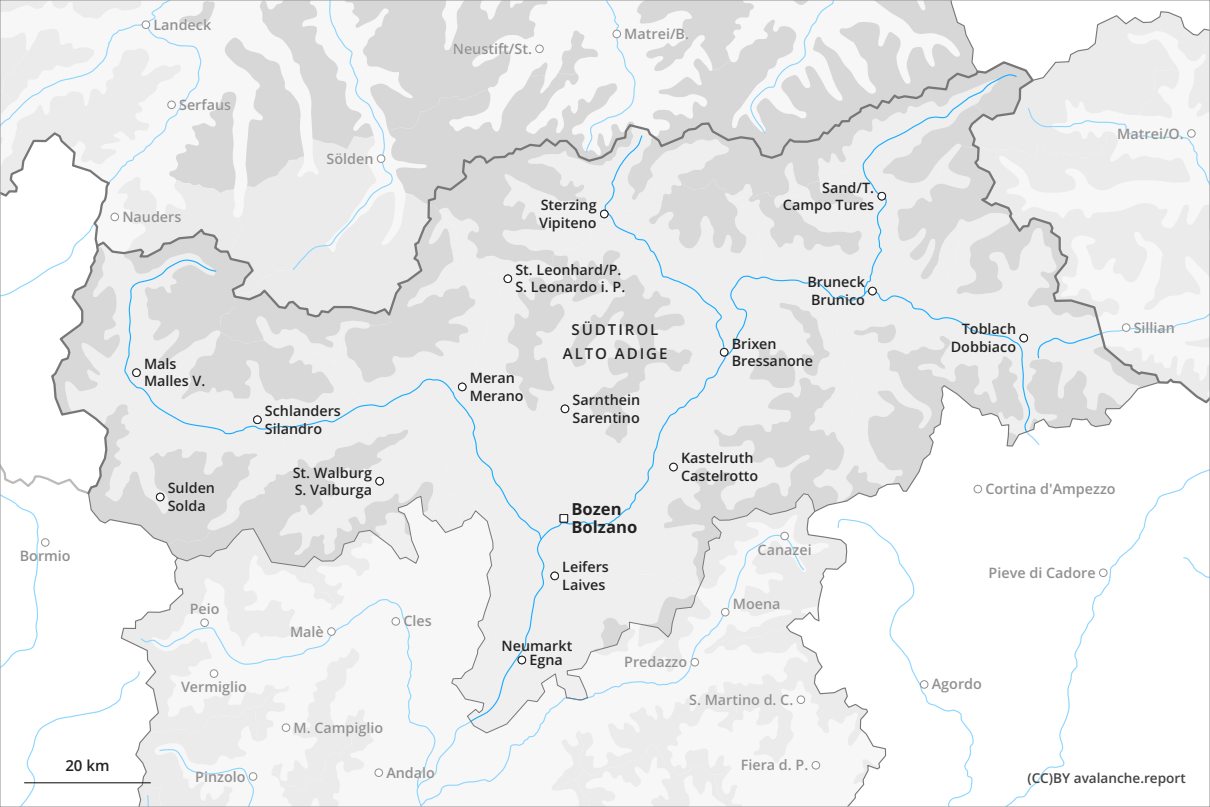 Landeck
Neustift/St.
Matrei/B.
Serfaus
Matrei/O.
Sölden
Sand/T.
Campo Tures
Nauders
Sterzing
Vipiteno
St. Leonhard/P.
S. Leonardo i. P.
Bruneck
Brunico
SÜDTIROL
ALTO ADIGE
Toblach
Dobbiaco
Sillian
Brixen
Bressanone
Mals
Malles V.
Meran
Merano
Sarnthein
Sarentino
Schlanders
Silandro
Kastelruth
Castelrotto
St. Walburg
S. Valburga
Sulden
Solda
Cortina d'Ampezzo
Bozen
Bolzano
Bormio
Canazei
Leifers
Laives
Pieve di Cadore
Peio
Moena
Malè
Cles
Neumarkt
Egna
Predazzo
Vermiglio
Agordo
S. Martino d. C.
M. Campiglio
Fiera d. P.
20 km
Pinzolo
Andalo
(CC)BY avalanche.report